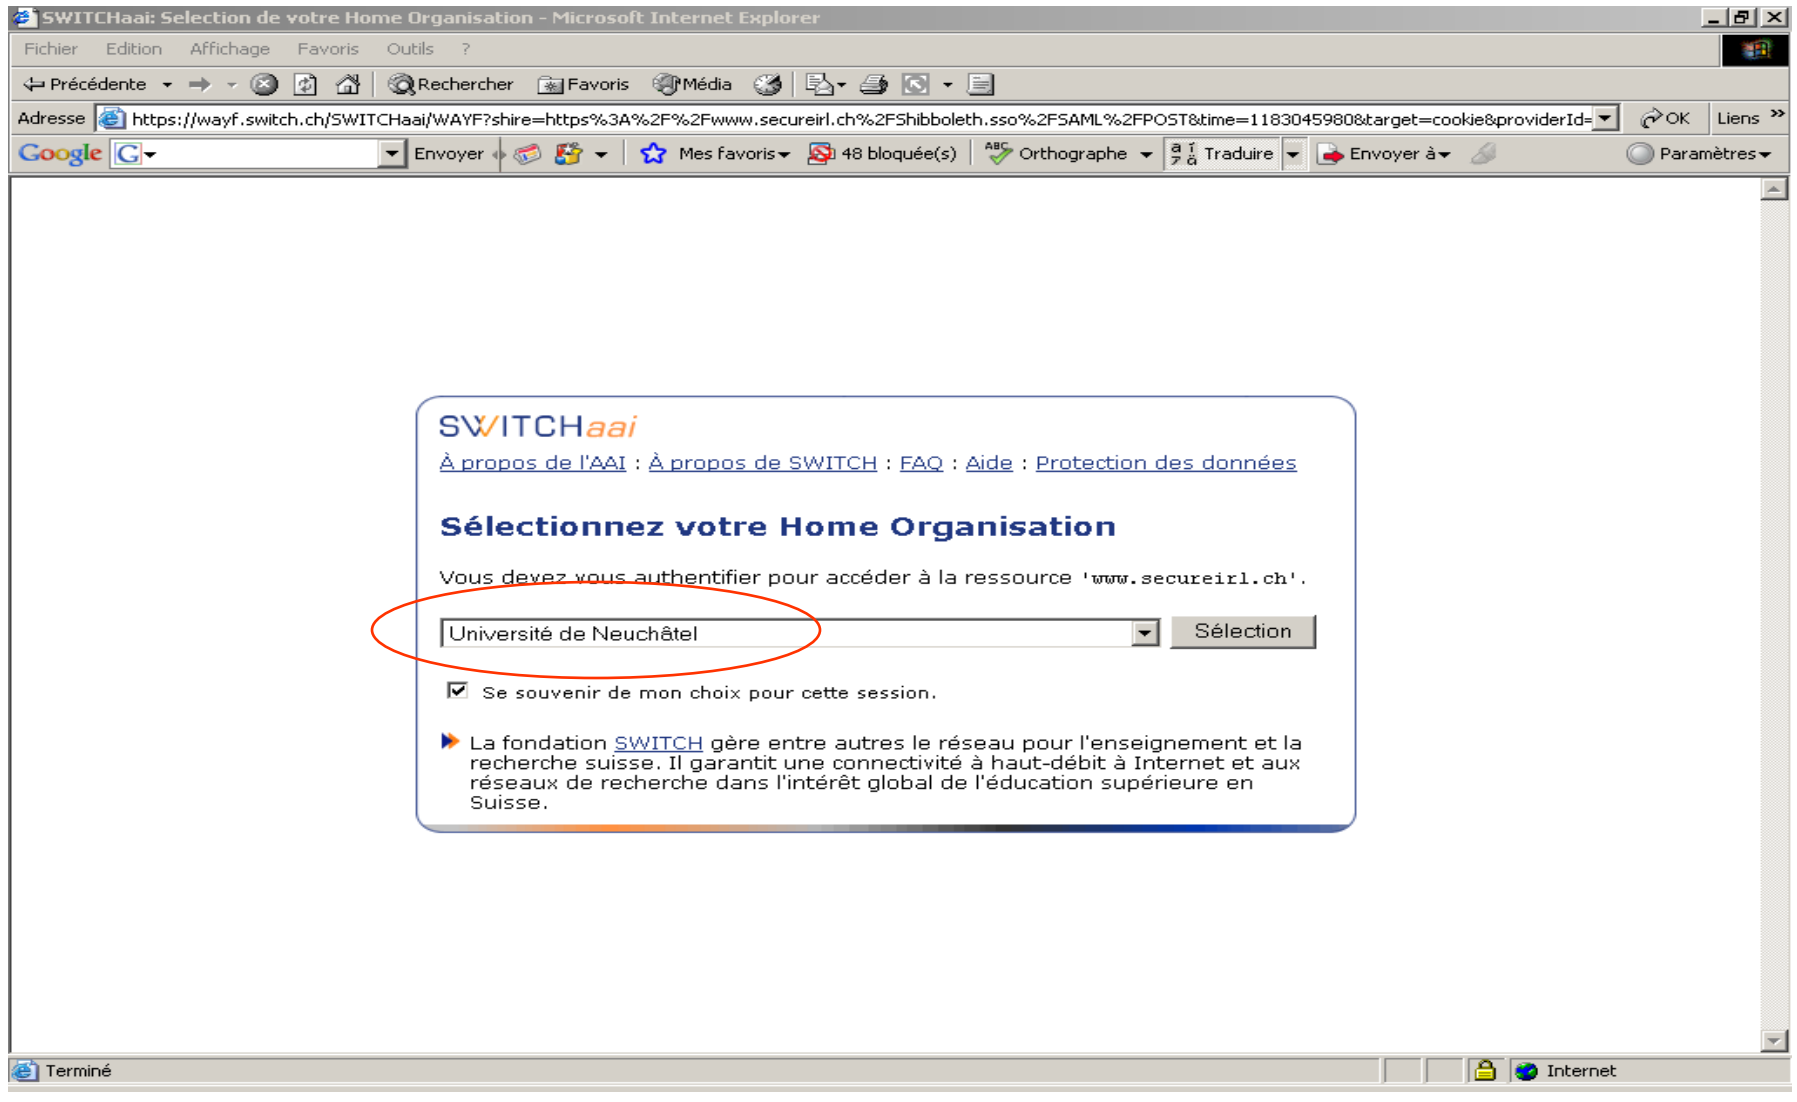 SWITCHaai: Selection de votre Home Organisation - Microsoft Internet Explorer
Fichier Edition Affichage Favoris Outils ?
Précédente Rechercher Favoris Média
Adresse https://wayf.switch.ch/SWITCHaai/WAYF?shire=https%3A%2F%2Fwww.secureirl.ch%2FShibboleth.sso%2FSAML%2FPOST&time=1183045980&target=cookie&providerId= OK Liens »
Google G Envoyer Mes favoris 48 bloquée(s) ABC Orthographe Traduire Envoyer à Paramètres
SWITCHaai
À propos de l'AAI : À propos de SWITCH : FAQ : Aide : Protection des données
Sélectionnez votre Home Organisation
Vous devez vous authentifier pour accéder à la ressource 'www.secureirl.ch'.
Université de Neuchâtel Sélection
Se souvenir de mon choix pour cette session.
La fondation SWITCH gère entre autres le réseau pour l'enseignement et la
recherche suisse. Il garantit une connectivité à haut-débit à Internet et aux
réseaux de recherche dans l'intérêt global de l'éducation supérieure en
Suisse.
Terminé Internet